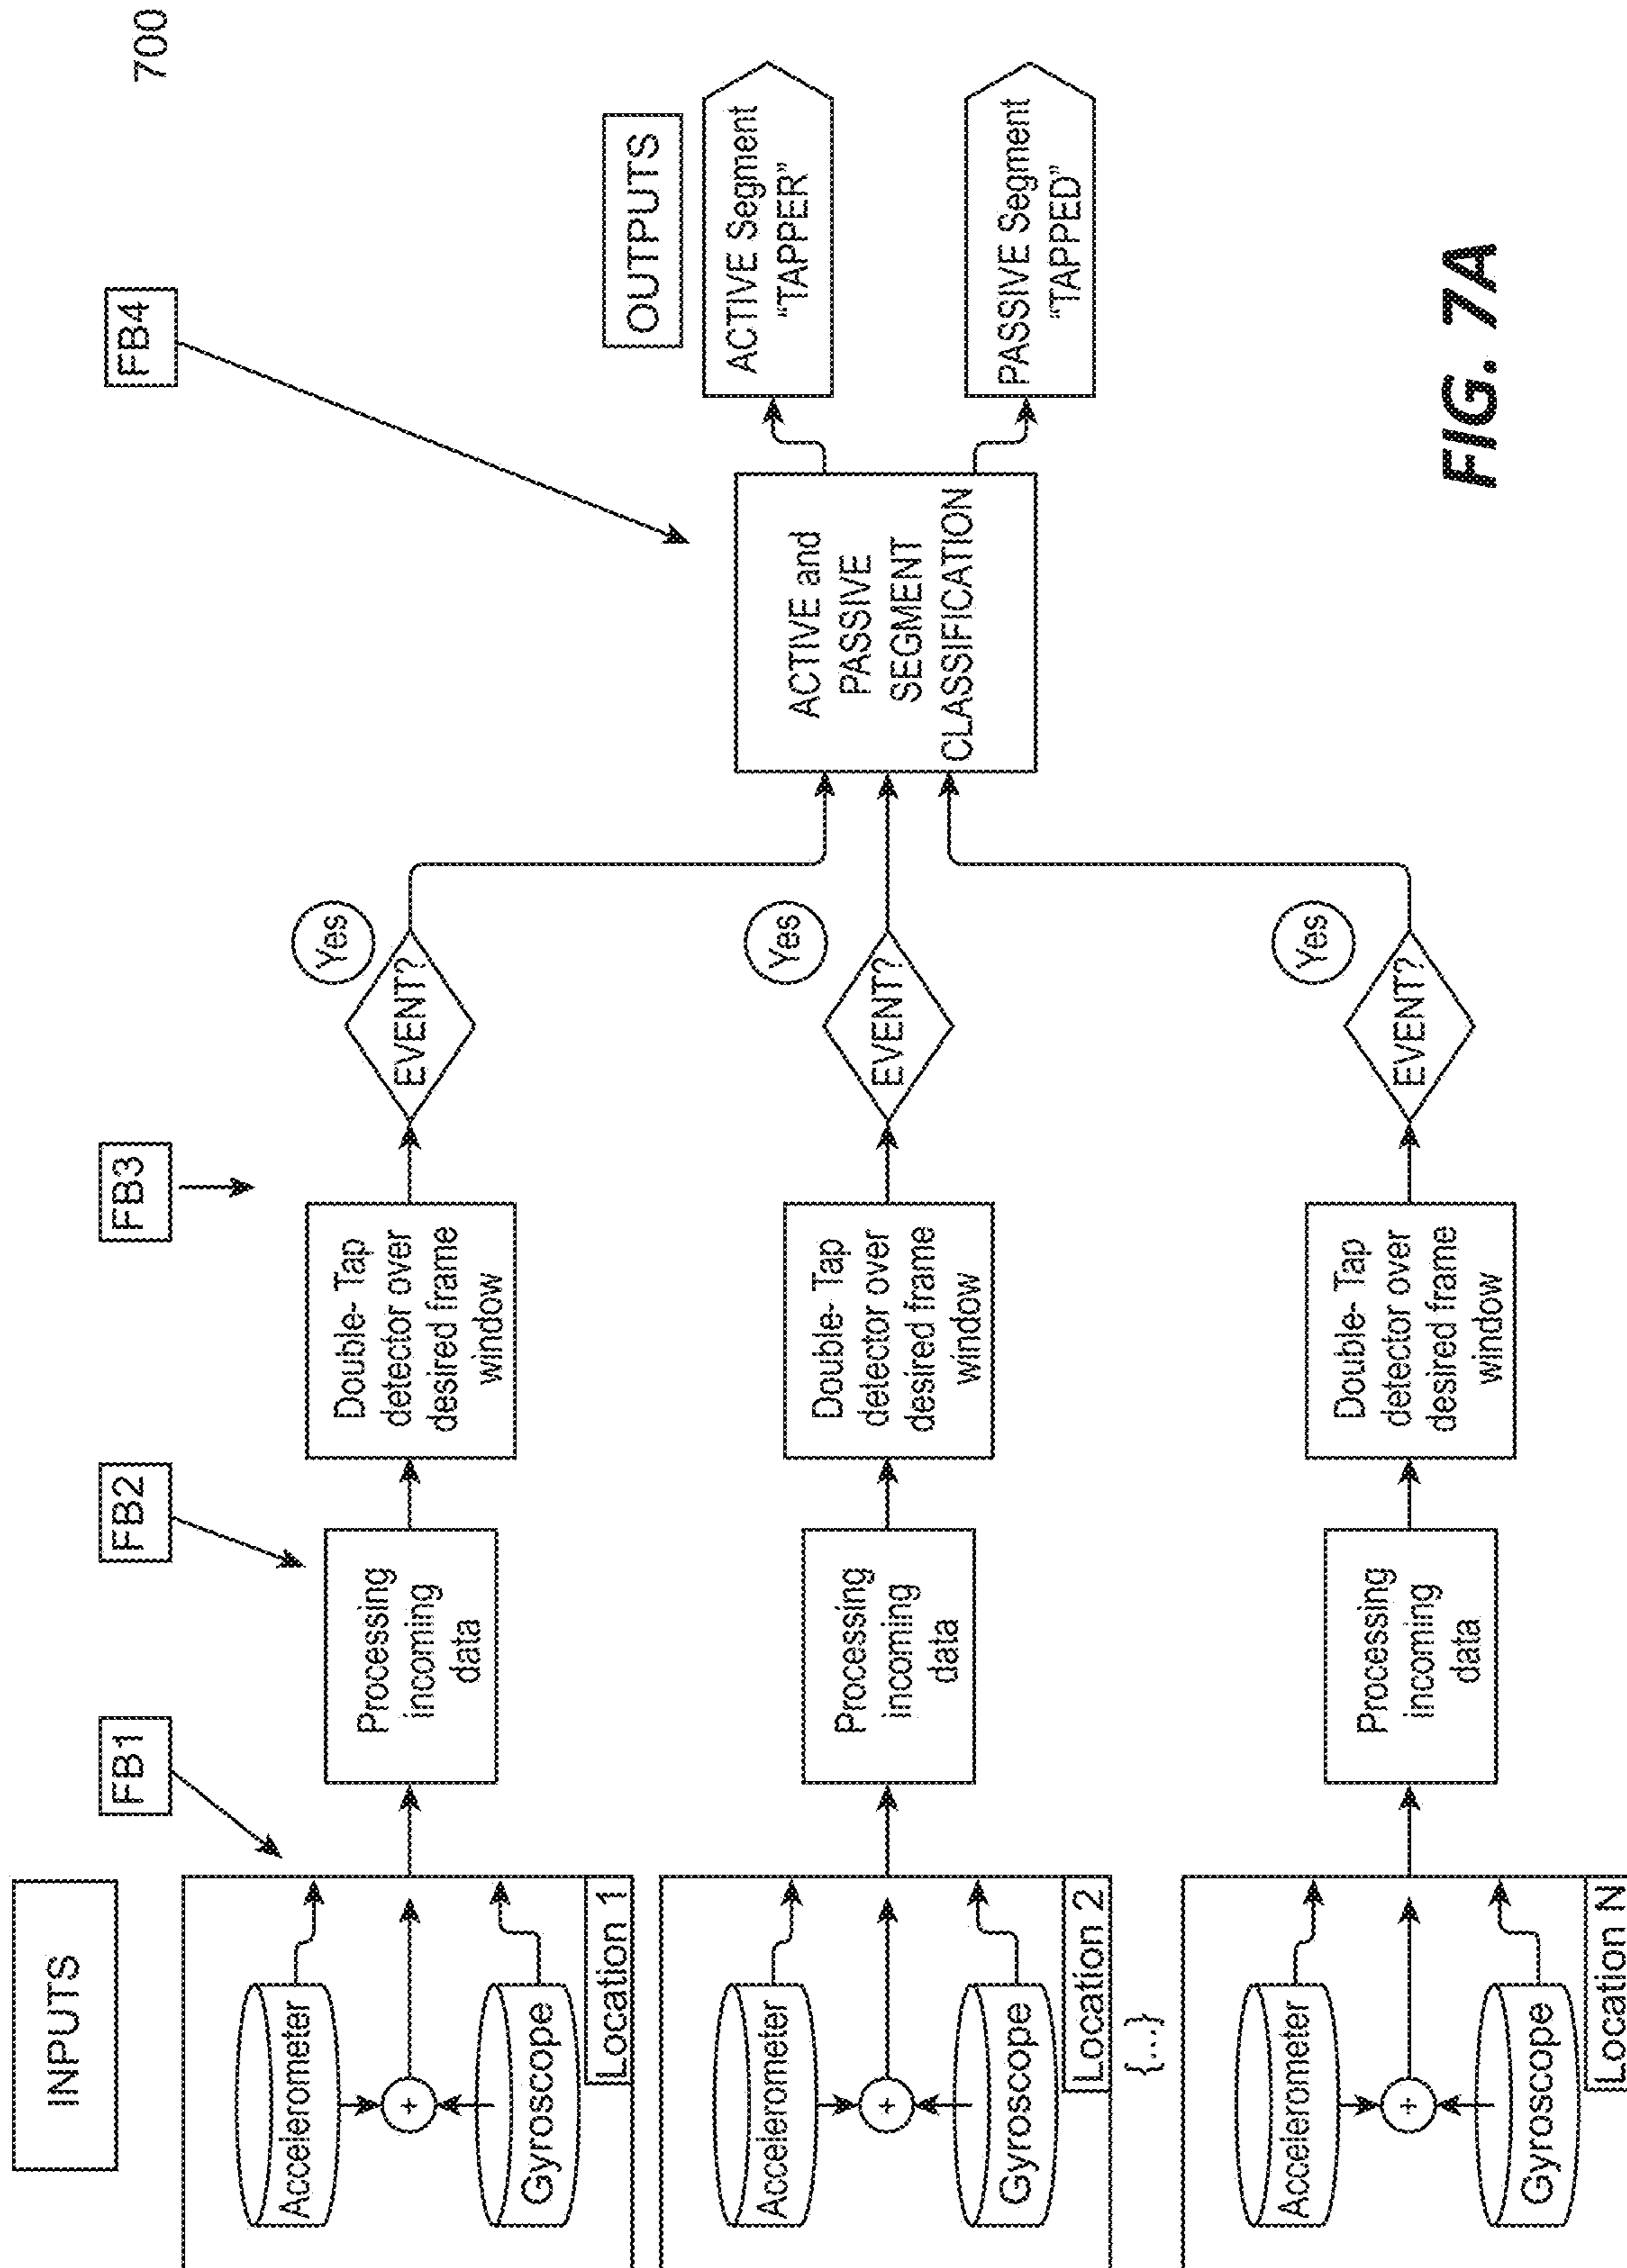 700
INPUTS
FB1
FB2
FB3
FB4
Accelerometer
+
Gyroscope
Location 1
Processing
incoming
data
Double- Tap
detector over
desired frame
window
EVENT?
Yes
Accelerometer
+
Gyroscope
Location 2
Processing
incoming
data
Double- Tap
detector over
desired frame
window
EVENT?
Yes
{...}
Accelerometer
+
Gyroscope
Location N
Processing
incoming
data
Double- Tap
detector over
desired frame
window
EVENT?
Yes
ACTIVE and
PASSIVE
SEGMENT
CLASSIFICATION
OUTPUTS
ACTIVE Segment
"TAPPER"
PASSIVE Segment
"TAPPED"
FIG. 7A